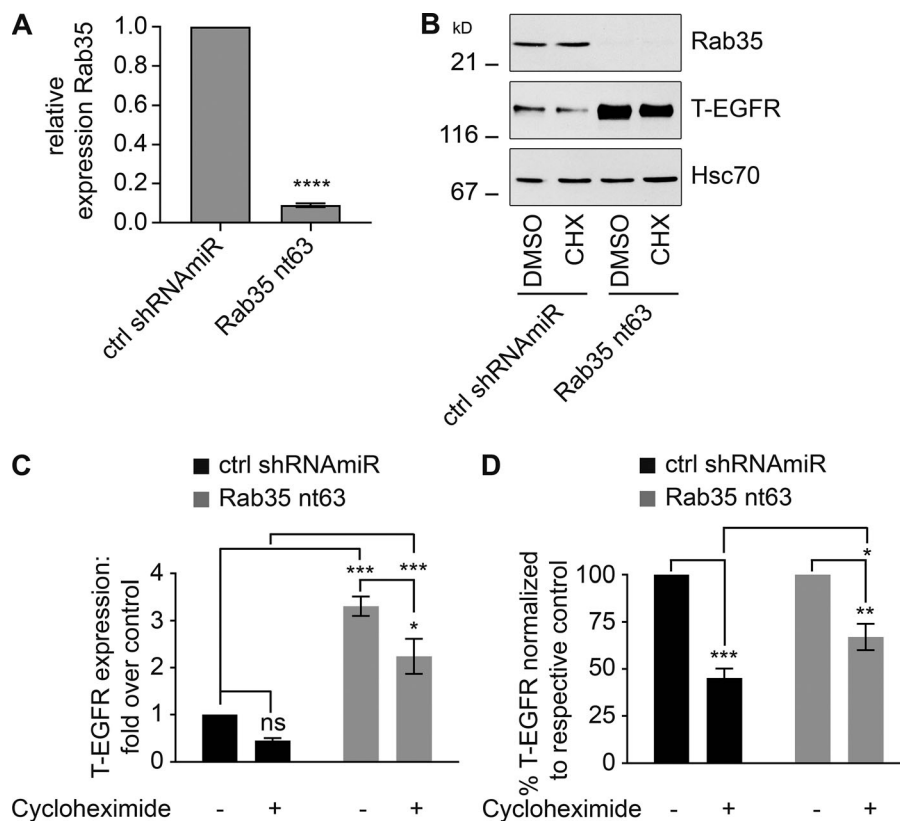 A
relative
expression Rab35
1.0
0.8
0.6
0.4
0.2
0.0
****
ctrl shRNAmiR
Rab35 nt63
B
kD
21 –
Rab35
116 –
T-EGFR
67 –
Hsc70
DMSO
CHX
DMSO
CHX
ctrl shRNAmiR
Rab35 nt63
C
ctrl shRNAmiR
Rab35 nt63
T-EGFR expression:
fold over control
4
3
2
1
0
ns
***
***
*
Cycloheximide - + - +
D
ctrl shRNAmiR
Rab35 nt63
% T-EGFR normalized
to respective control
100
75
50
25
0
***
*
**
Cycloheximide - + - +